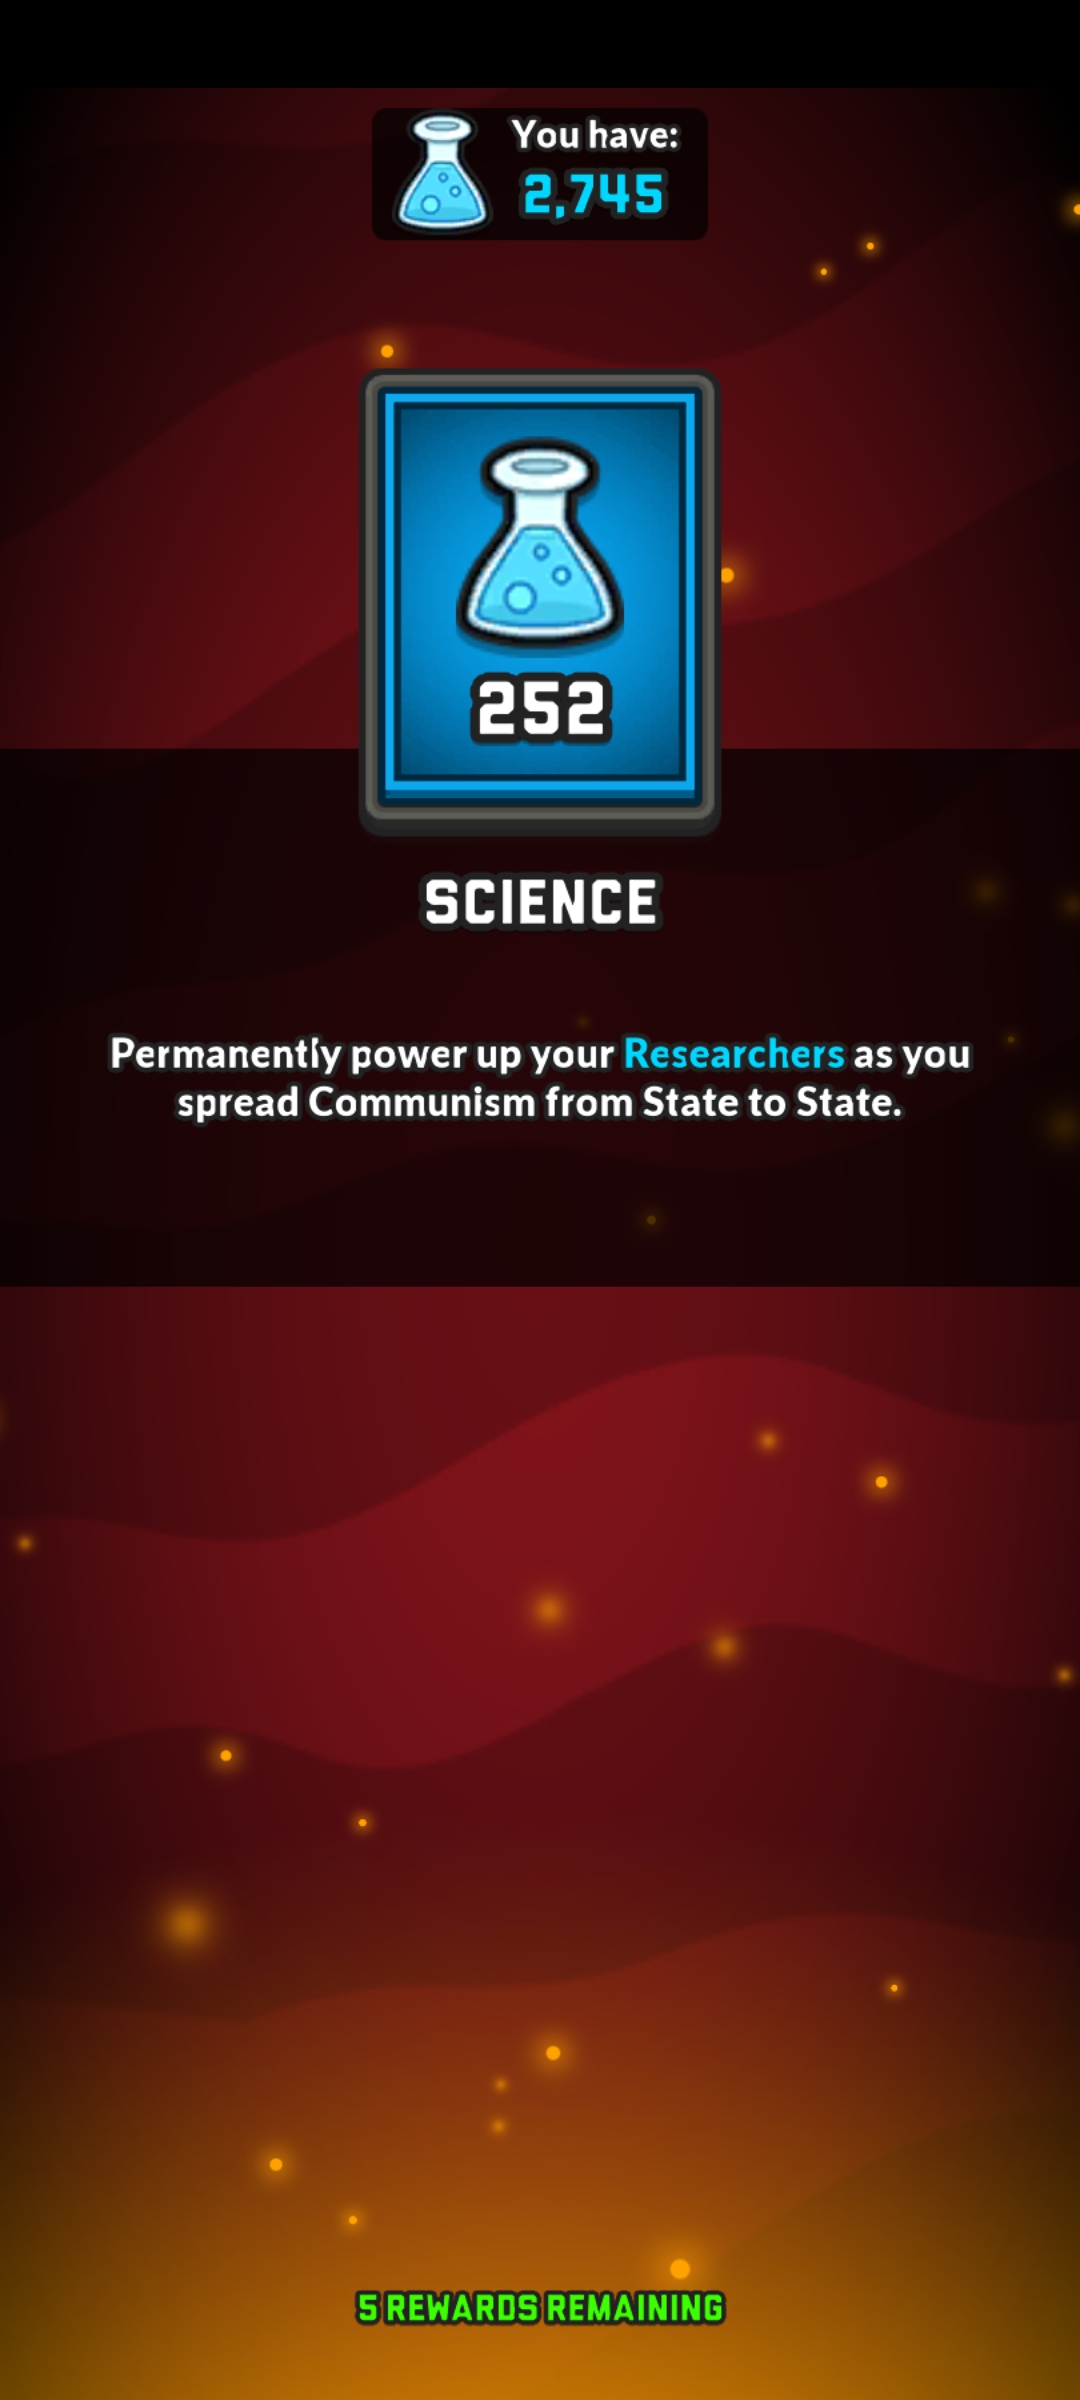 You have:
2,745
252
SCIENCE
Permanently power up your Researchers as you
spread Communism from State to State.
5 REWARDS REMAINING